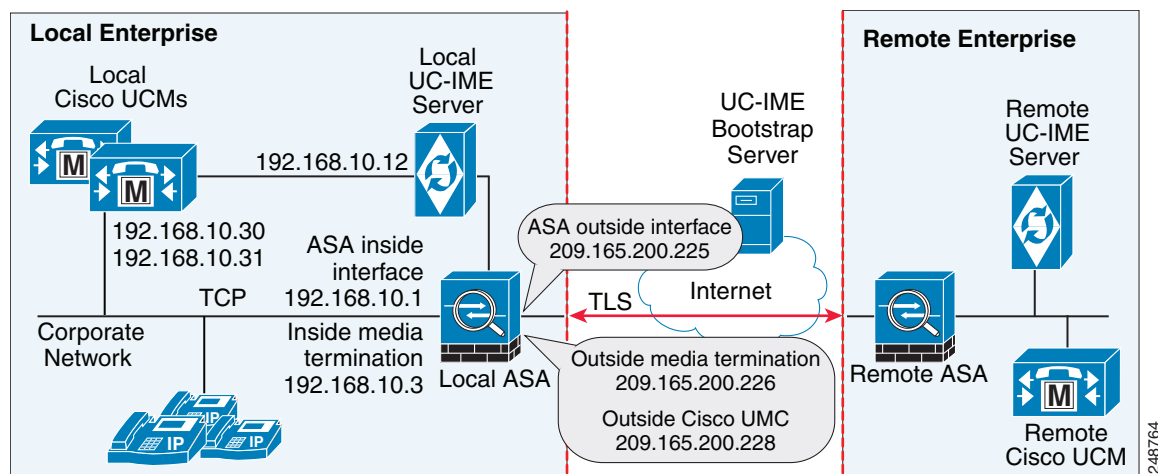 Local Enterprise
Local
Cisco UCMs
Local
UC-IME
Server
M
M
192.168.10.12
192.168.10.30
192.168.10.31
ASA inside
interface
192.168.10.1
TCP
Corporate
Network
Inside media
termination
192.168.10.3
Local ASA
IP
IP
IP
ASA outside interface
209.165.200.225
UC-IME
Bootstrap
Server
Internet
TLS
Outside media termination
209.165.200.226
Outside Cisco UMC
209.165.200.228
Remote Enterprise
Remote
UC-IME
Server
Remote ASA
M
Remote
Cisco UCM
248764